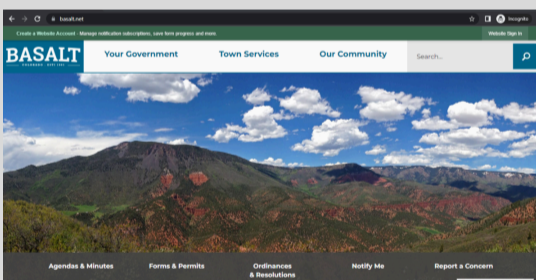 basalt.net
Incognito
Create a Website Account - Manage notification subscriptions, save form progress and more.
Website Sign In
BASALT
Your Government
Town Services
Our Community
Search...
Agendas & Minutes
Forms & Permits
Ordinances
& Resolutions
Notify Me
Report a Concern